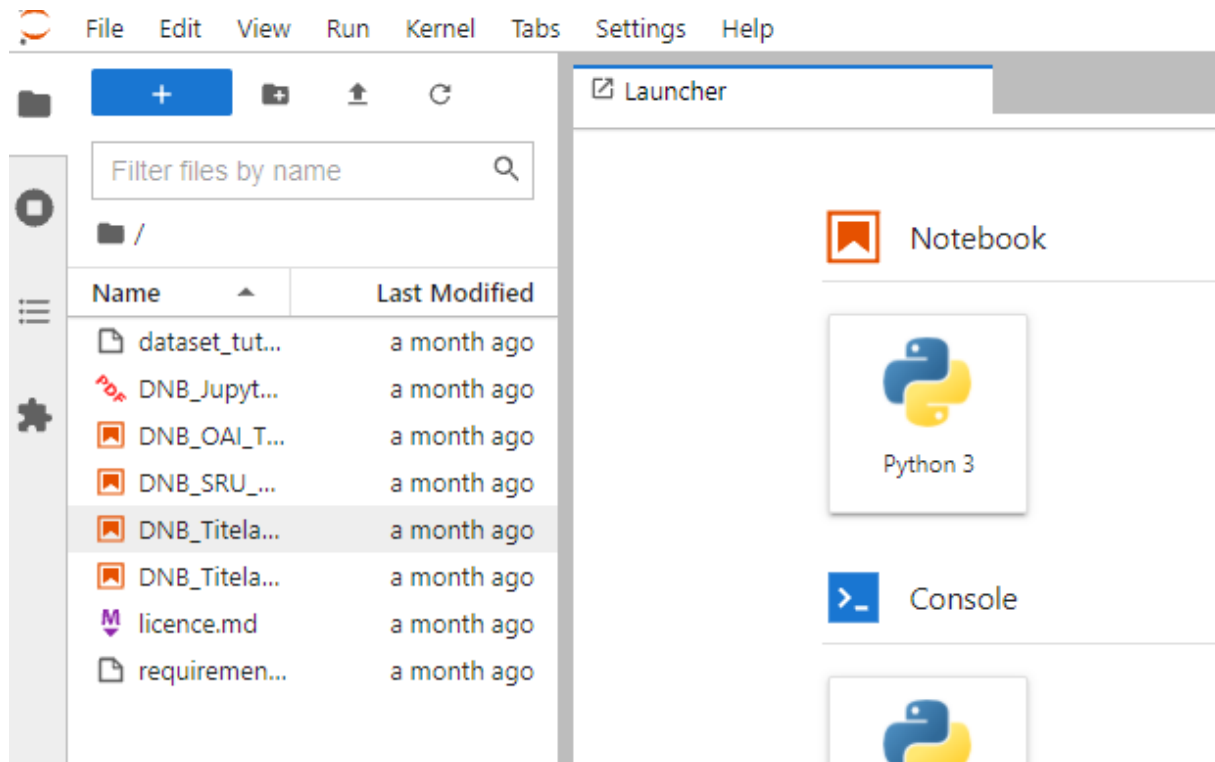 File Edit View Run Kernel Tabs Settings Help
+
Launcher
Filter files by name
/
Name Last Modified
dataset_tut... a month ago
PDF DNB_Jupyt... a month ago
DNB_OAI_T... a month ago
DNB_SRU_... a month ago
DNB_Titela... a month ago
DNB_Titela... a month ago
M licence.md a month ago
requiremen... a month ago
Notebook
Python 3
>_ Console